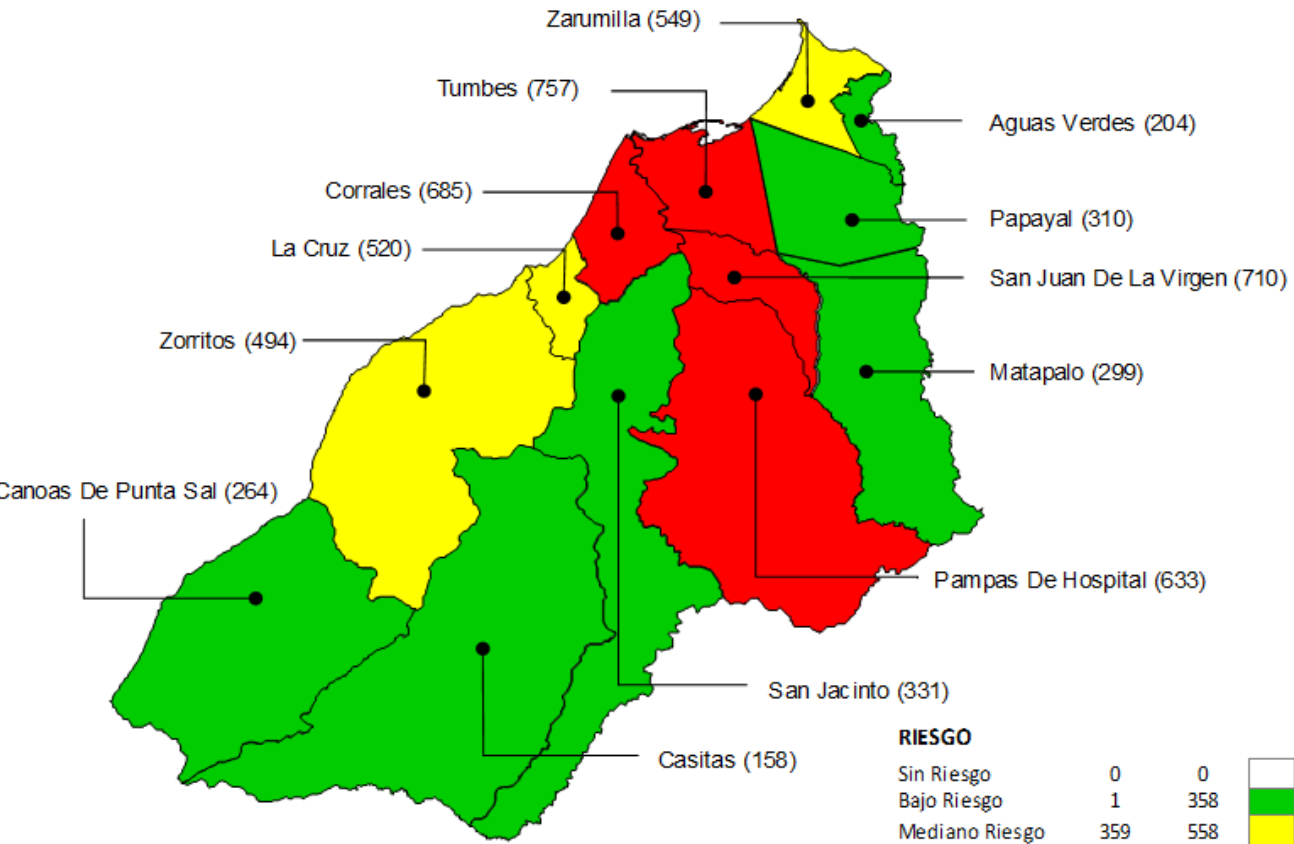 Zarumilla (549)
Tumbes (757)
Aguas Verdes (204)
Corrales (685)
Papayal (310)
La Cruz (520)
San Juan De La Virgen (710)
Zorritos (494)
Matapalo (299)
Canoas De Punta Sal (264)
Pampas De Hospital (633)
San Jacinto (331)
Casitas (158)
RIESGO
Sin Riesgo 0 0
Bajo Riesgo 1 358
Mediano Riesgo 359 558